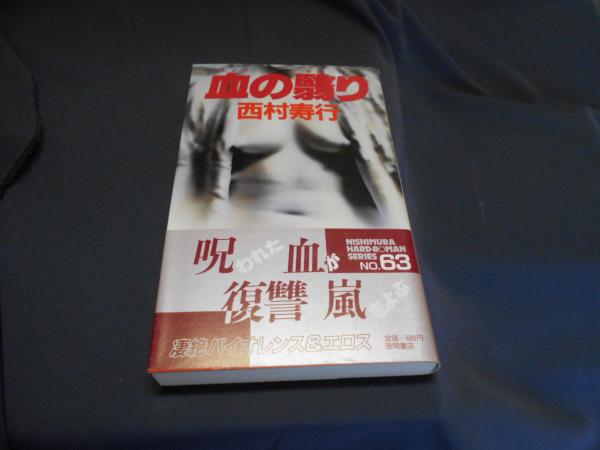 血の翳り
西村寿行
呪われた血が
復讐嵐をよぶ
NISHIMURA
HARD-ROMAN
SERIES
NO.63
凄絶バイオレンス&エロス
定価=680円
徳間書店